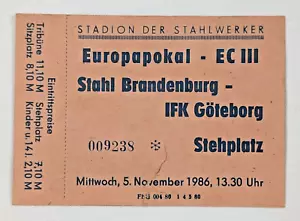 STADION DER STAHLWERKER
Europapokal - EC III
Stahl Brandenburg -
IFK Göteborg
009238 *
Stehplatz
Mittwoch, 5. November 1986, 13.30 Uhr
Eintrittspreise
Tribüne 11,10 M Stehplatz 7,10 M
Sitzplatz 8,10 M Kinder u. 14 J. 2,10 M